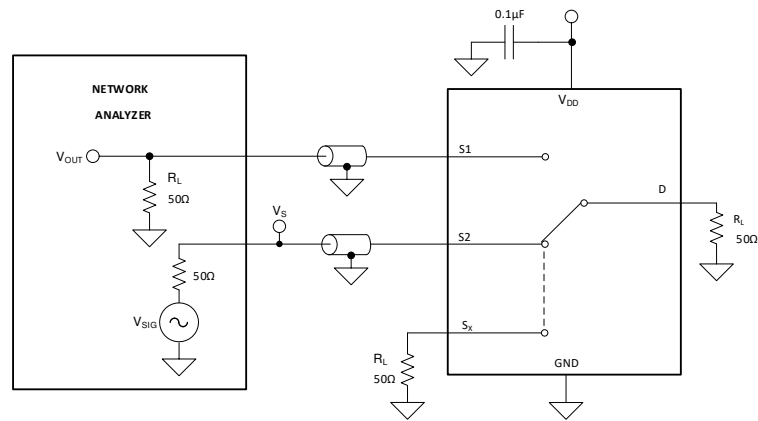 0.1µF
NETWORK
ANALYZER
V_DD
V_OUT
S1
R_L
50Ω
D
V_S
S2
R_L
50Ω
50Ω
V_SIG
S_X
R_L
50Ω
GND